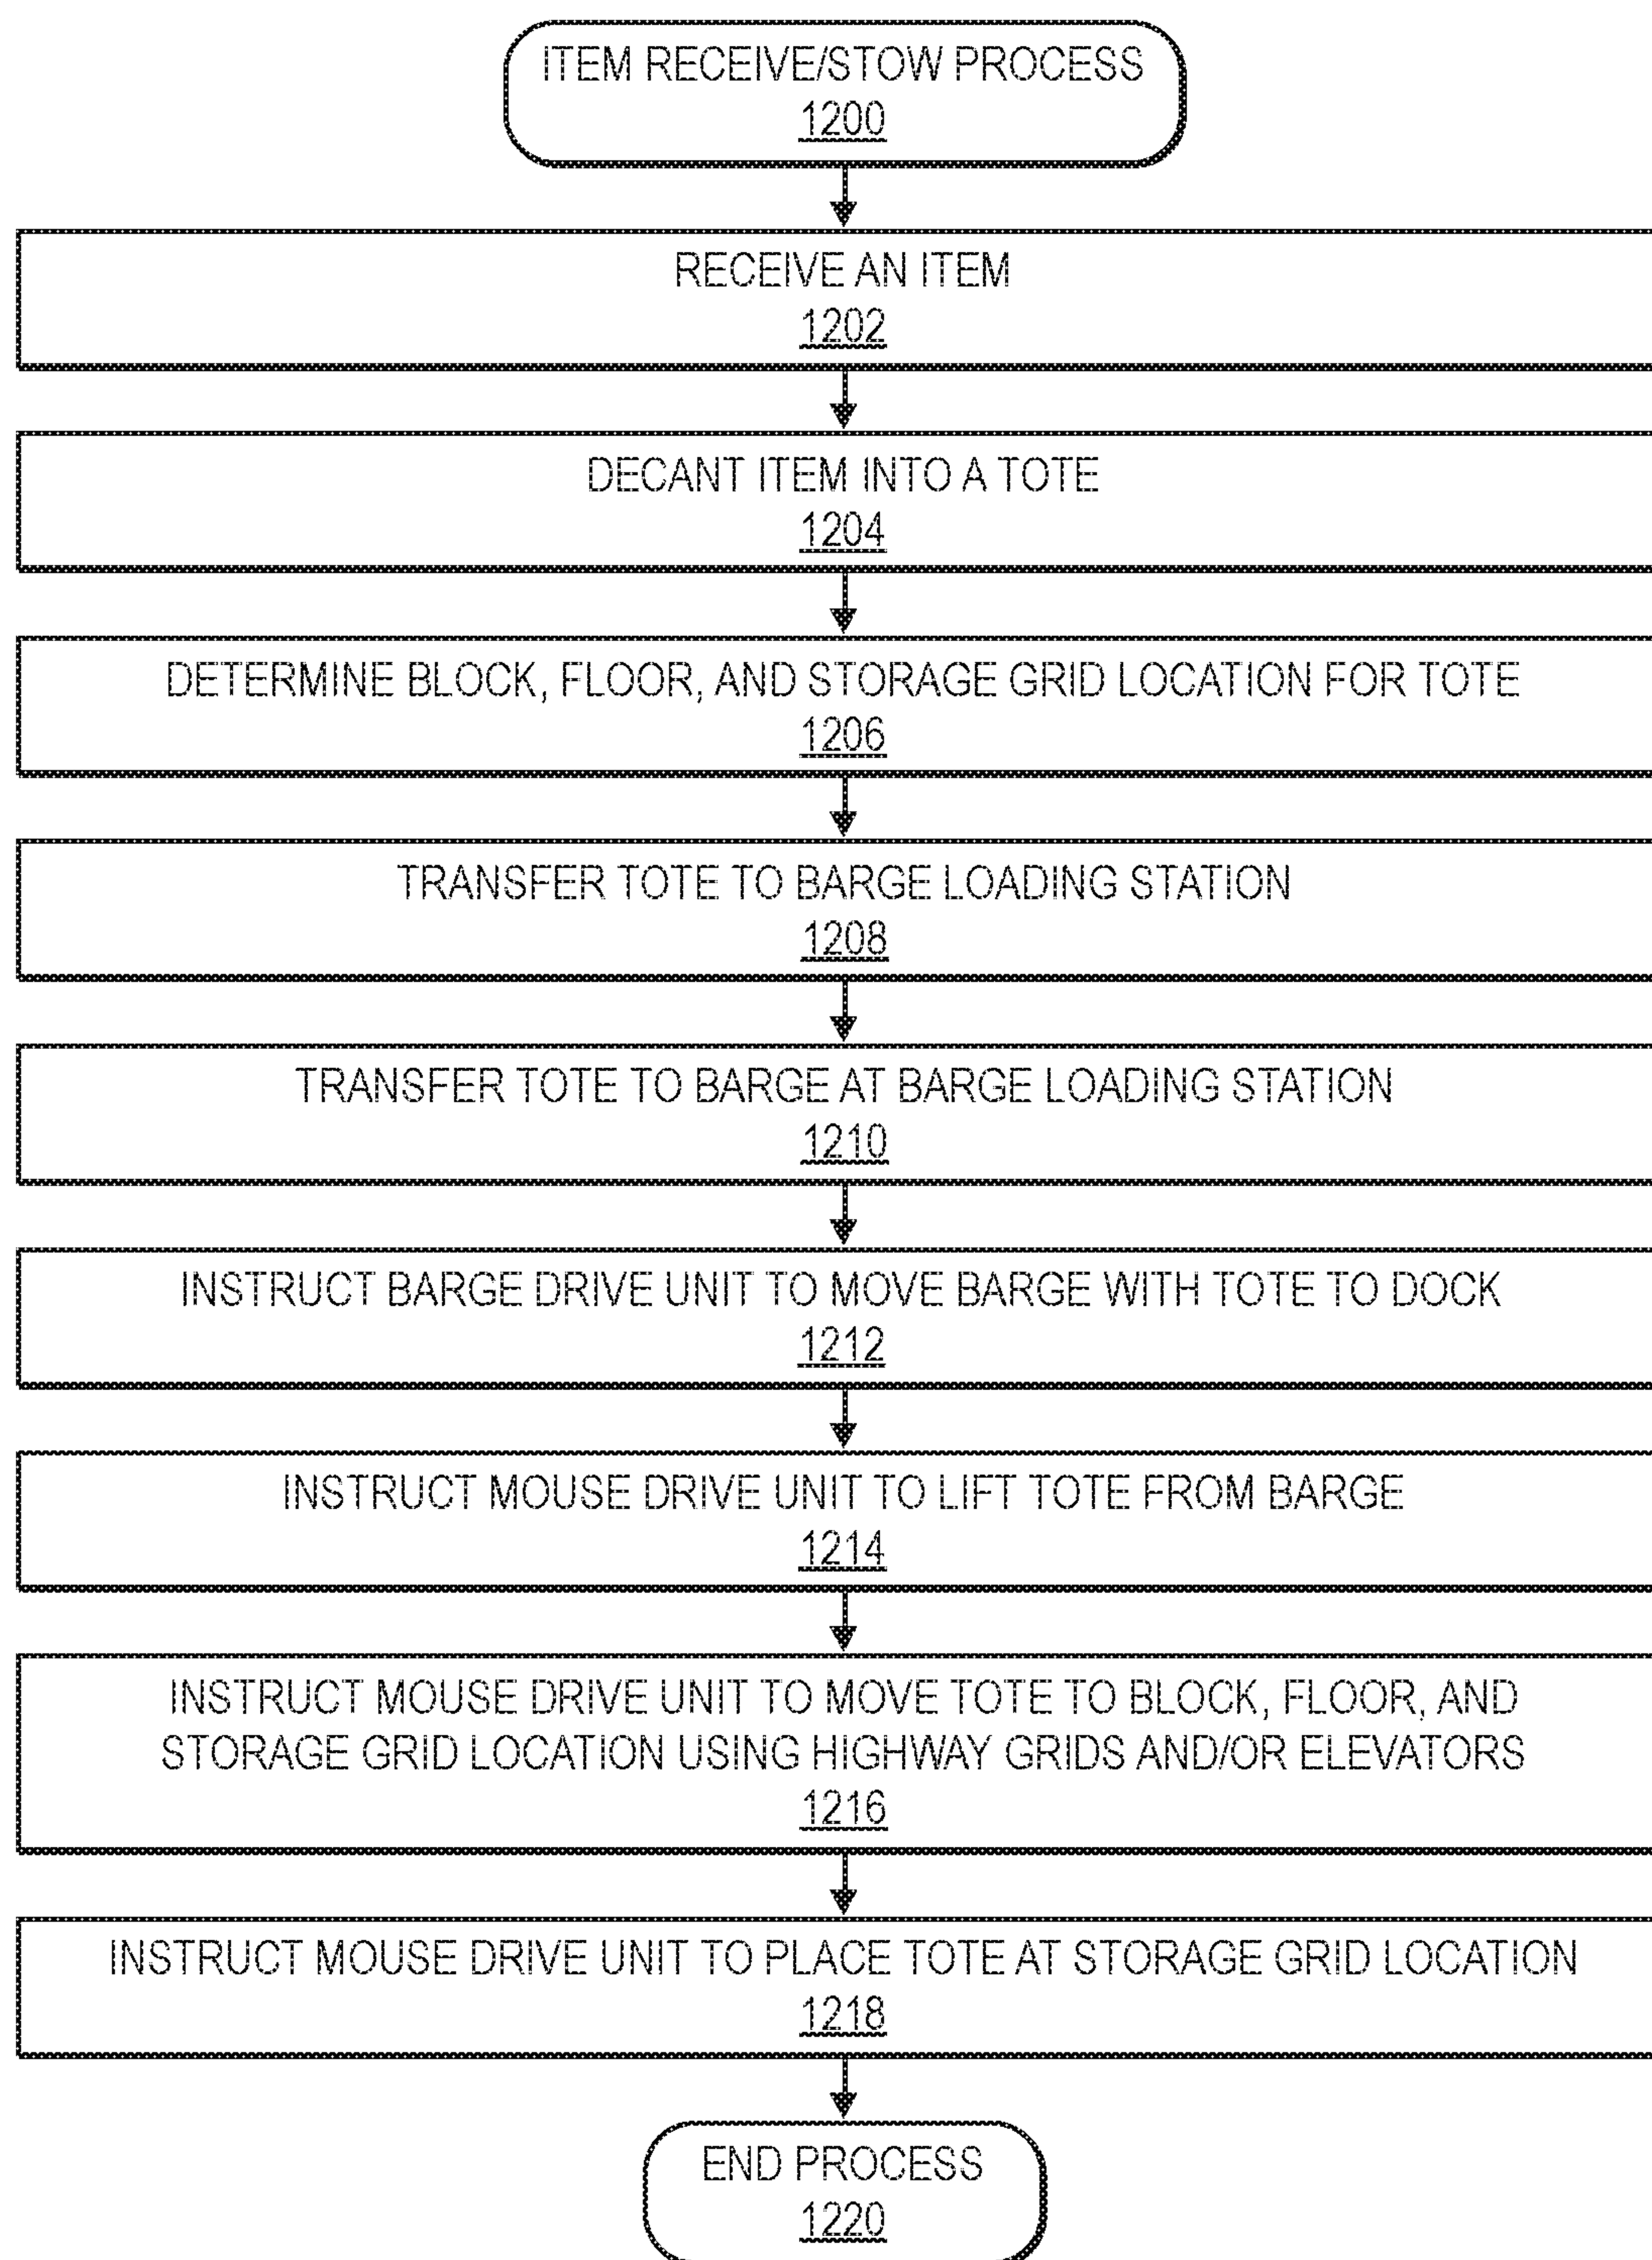 ITEM RECEIVE/STOW PROCESS
1200
RECEIVE AN ITEM
1202
DECANT ITEM INTO A TOTE
1204
DETERMINE BLOCK, FLOOR, AND STORAGE GRID LOCATION FOR TOTE
1206
TRANSFER TOTE TO BARGE LOADING STATION
1208
TRANSFER TOTE TO BARGE AT BARGE LOADING STATION
1210
INSTRUCT BARGE DRIVE UNIT TO MOVE BARGE WITH TOTE TO DOCK
1212
INSTRUCT MOUSE DRIVE UNIT TO LIFT TOTE FROM BARGE
1214
INSTRUCT MOUSE DRIVE UNIT TO MOVE TOTE TO BLOCK, FLOOR, AND
STORAGE GRID LOCATION USING HIGHWAY GRIDS AND/OR ELEVATORS
1216
INSTRUCT MOUSE DRIVE UNIT TO PLACE TOTE AT STORAGE GRID LOCATION
1218
END PROCESS
1220